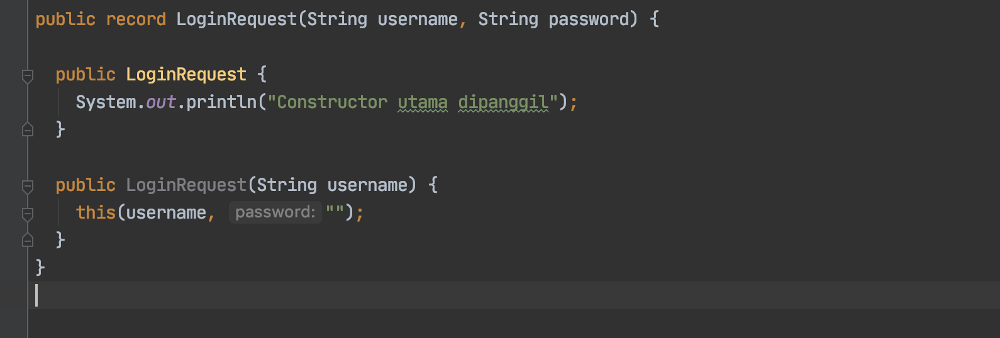 public record LoginRequest(String username, String password) {
public LoginRequest {
System.out.println("Constructor utama dipanggil");
}
public LoginRequest(String username) {
this(username, password: "");
}
}